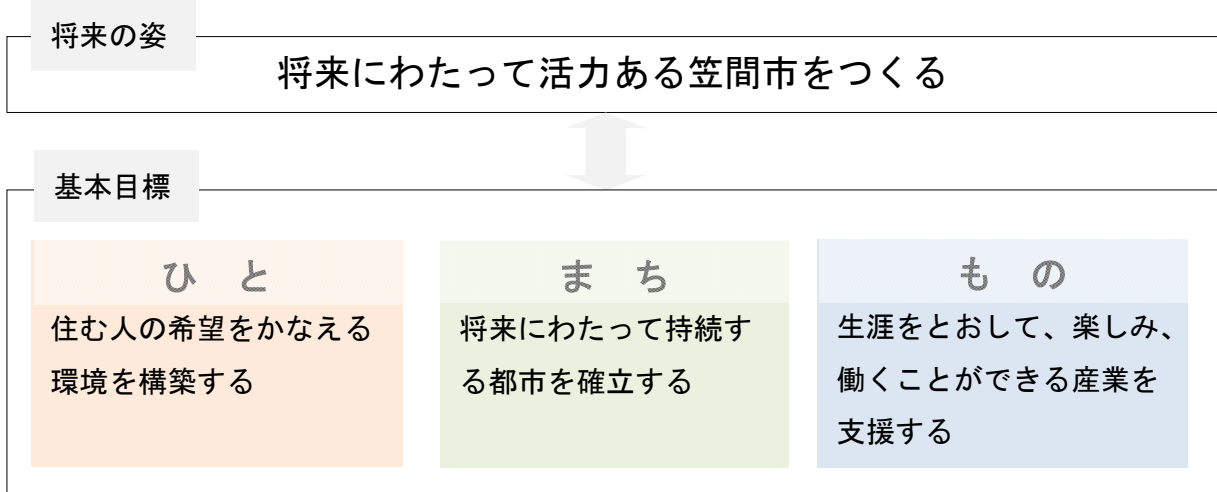 将来の姿
将来にわたって活力ある笠間市をつくる
基本目標
ひ と
住む人の希望をかなえる
環境を構築する
ま ち
将来にわたって持続す
る都市を確立する
も の
生涯をとおして、楽しみ、
働くことができる産業を
支援する